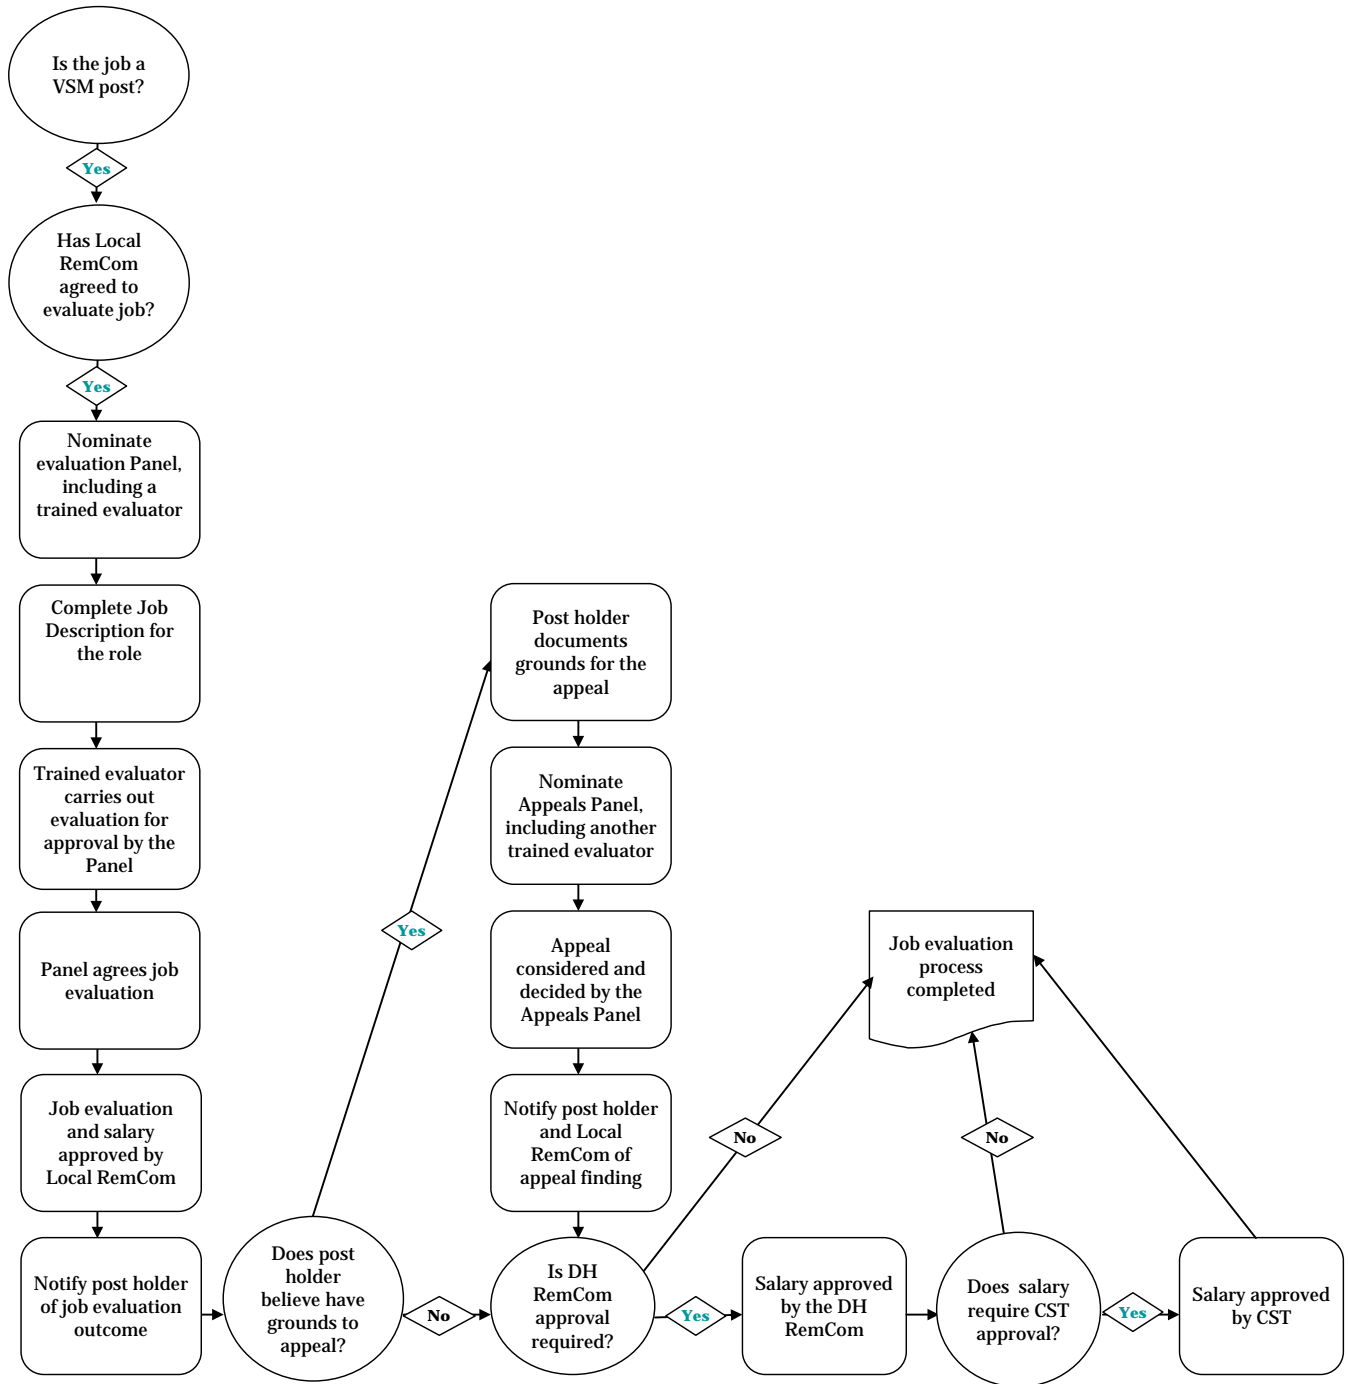 Is the job a
VSM post?
Yes
Has Local
RemCom
agreed to
evaluate job?
Yes
Nominate
evaluation Panel,
including a
trained evaluator
Complete Job
Description for
the role
Trained evaluator
carries out
evaluation for
approval by the
Panel
Panel agrees job
evaluation
Job evaluation
and salary
approved by
Local RemCom
Notify post holder
of job evaluation
outcome
Does post
holder
believe have
grounds to
appeal?
Yes
No
Post holder
documents
grounds for the
appeal
Nominate
Appeals Panel,
including another
trained evaluator
Appeal
considered and
decided by the
Appeals Panel
Notify post holder
and Local
RemCom of
appeal finding
Is DH
RemCom
approval
required?
No
Yes
Salary approved
by the DH
RemCom
Does salary
require CST
approval?
No
Yes
Salary approved
by CST
Job evaluation
process
completed